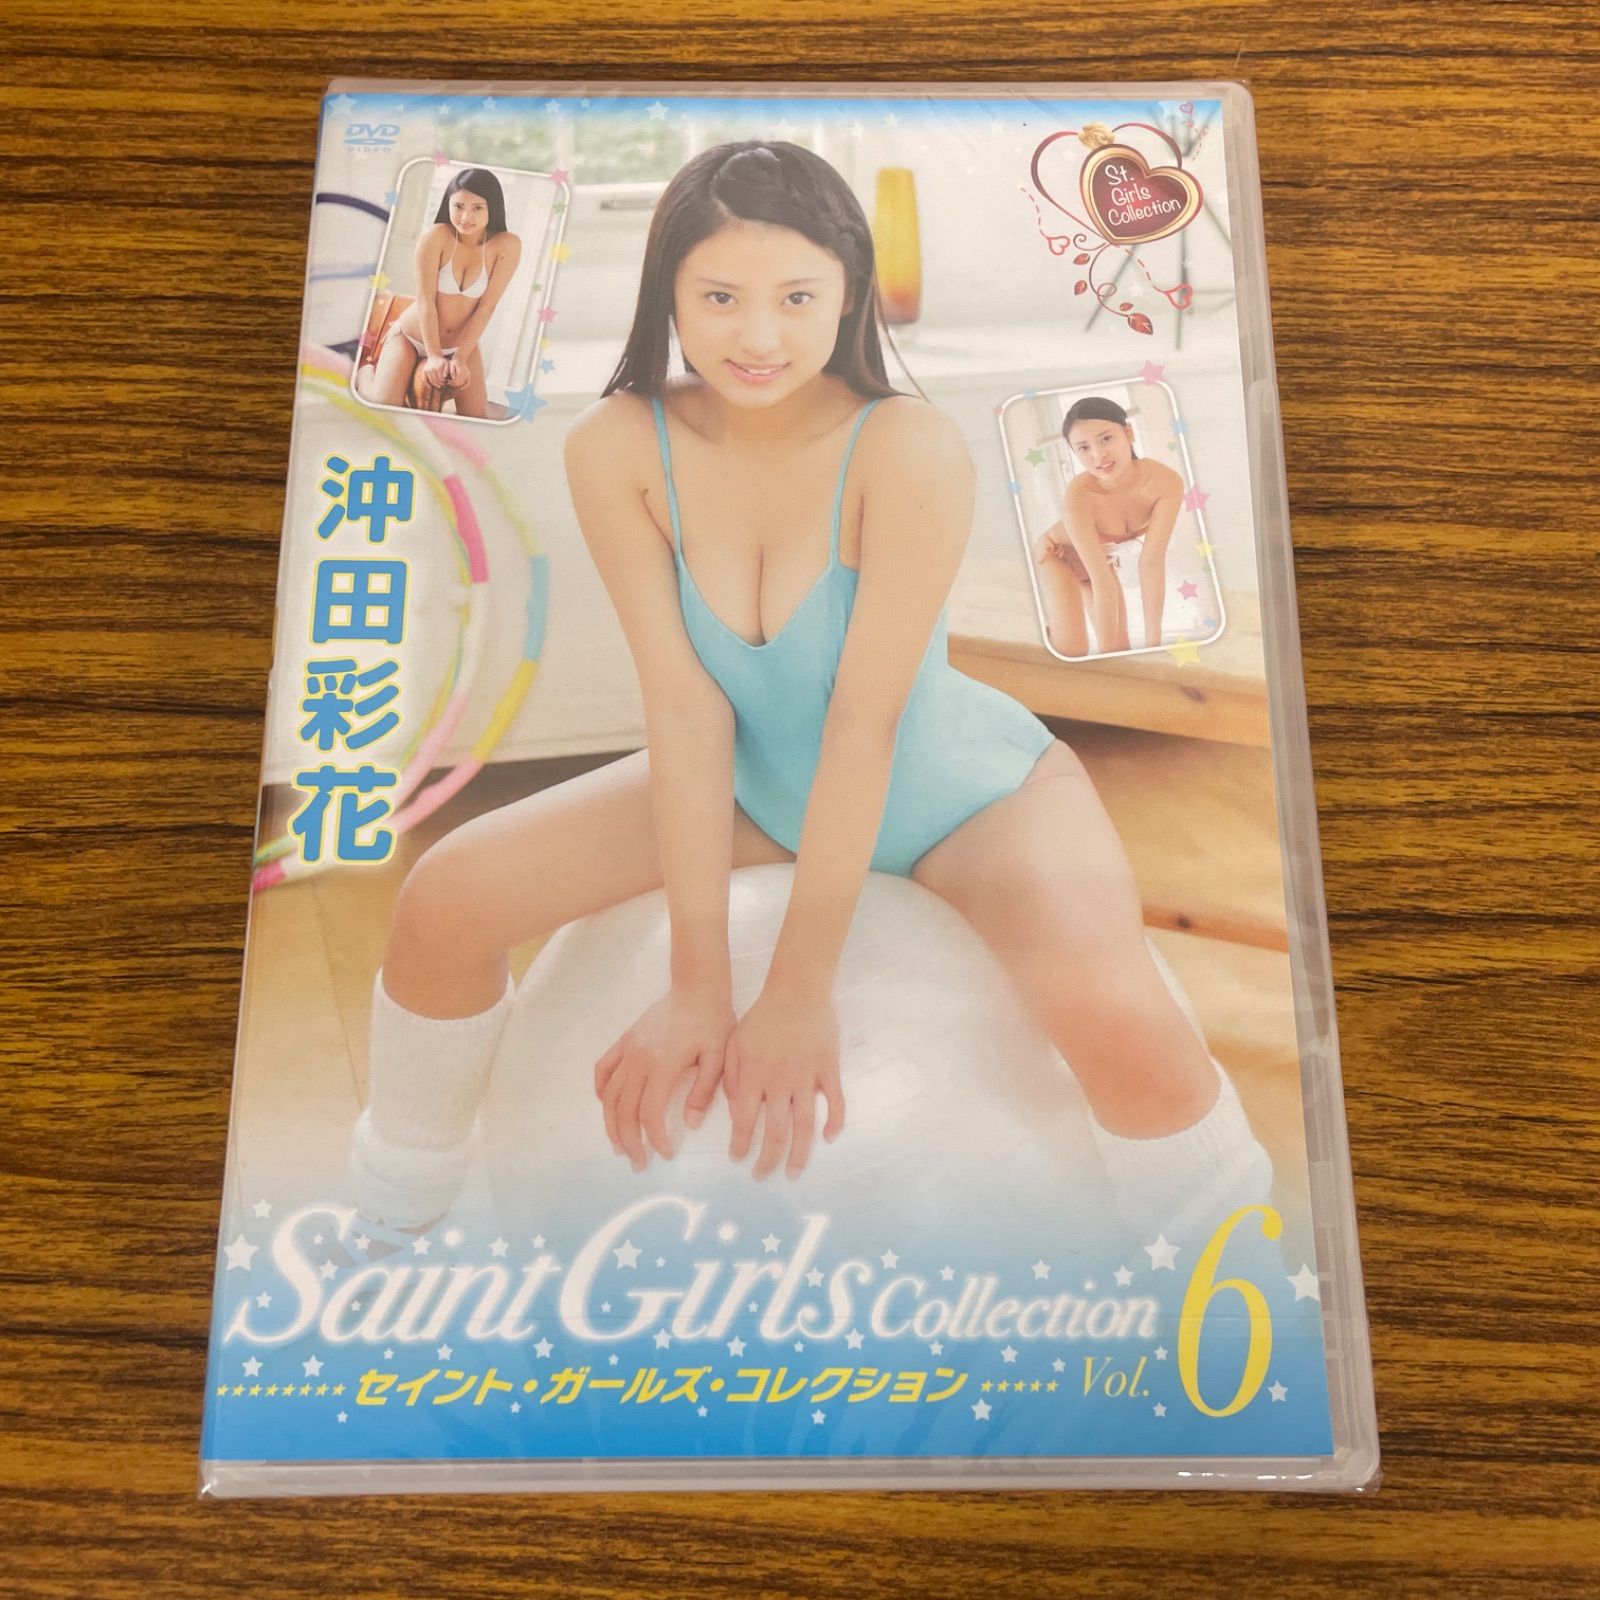 DVD
VIDEO
St.
Girls
Collection
沖田彩花
Saint Girls Collection
セイント・ガールズ・コレクション
Vol. 6